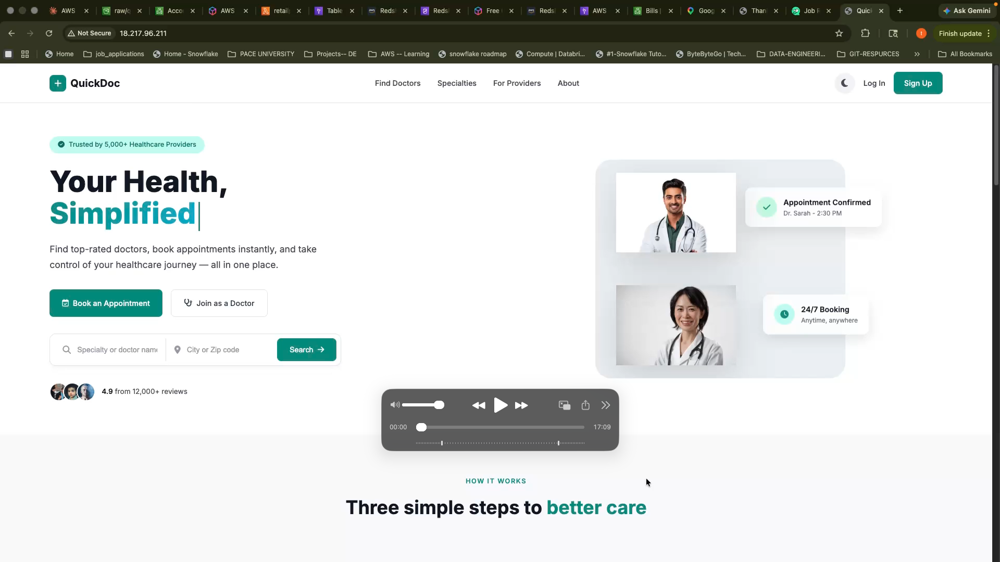 AWS
raw/q
Acco
AWS
retail
Table
Reds
Reds
Free
Reds
AWS
Bills |
Goog
Than
Job R
Quic
Ask Gemini
Not Secure
18.217.96.211
t
Finish update
Home
job_applications
Home - Snowflake
PACE UNIVERSITY
Projects-- DE
AWS -- Learning
snowflake roadmap
Compute | Databri...
#1-Snowflake Tuto...
ByteByteGo | Tech...
DATA-ENGINEERI...
GIT-RESPURCES
All Bookmarks
QuickDoc
Find Doctors
Specialties
For Providers
About
Log In
Sign Up
Trusted by 5,000+ Healthcare Providers
Your Health,
Simplified
Find top-rated doctors, book appointments instantly, and take
control of your healthcare journey — all in one place.
Book an Appointment
Join as a Doctor
Specialty or doctor name
City or Zip code
Search
4.9 from 12,000+ reviews
Appointment Confirmed
Dr. Sarah - 2:30 PM
24/7 Booking
Anytime, anywhere
00:00
17:09
HOW IT WORKS
Three simple steps to better care